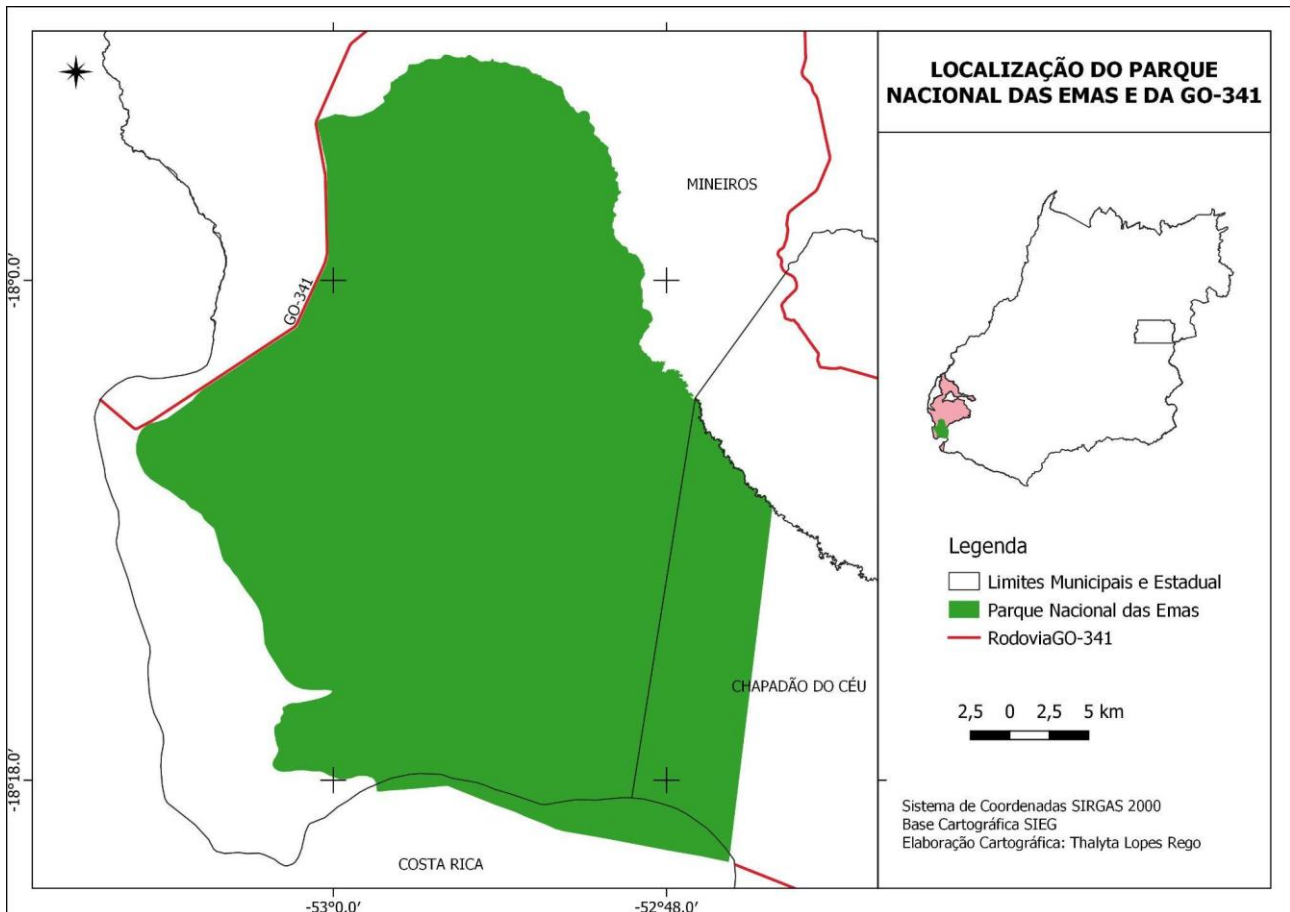 LOCALIZAÇÃO DO PARQUE
NACIONAL DAS EMAS E DA GO-341
MINEIROS
GO-341
-18°0.0'
CHAPADÃO DO CÉU
-18°18.0'
COSTA RICA
-53°0.0'
-52°48.0'
Legenda
Limites Municipais e Estadual
Parque Nacional das Emas
RodoviaGO-341
2,5 0 2,5 5 km
Sistema de Coordenadas SIRGAS 2000
Base Cartográfica SIEG
Elaboração Cartográfica: Thalyta Lopes Rego